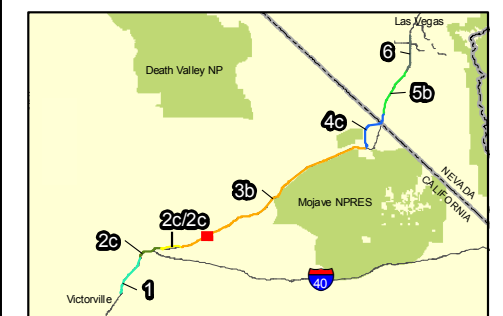 Las Vegas
6
Death Valley NP
5b
4c
NEVADA
CALIFORNIA
3b
Mojave NPRES
2c/2c
2c
40
1
Victorville